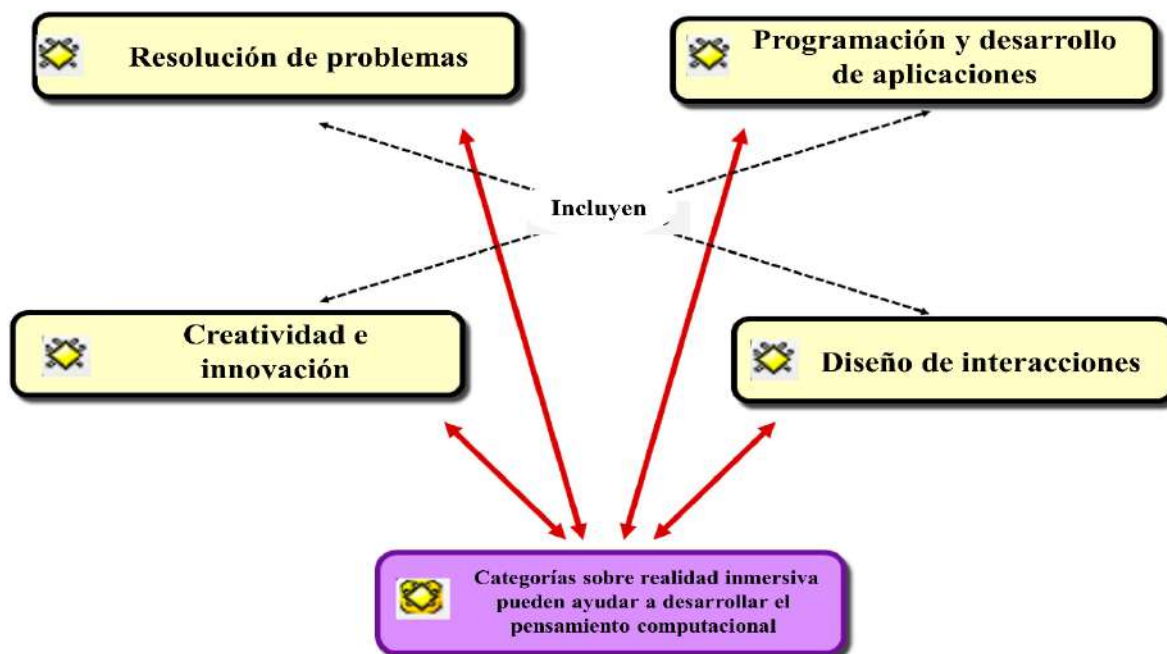 Resolución de problemas
Programación y desarrollo
de aplicaciones
Incluyen
Creatividad e
innovación
Diseño de interacciones
Categorías sobre realidad inmersiva
pueden ayudar a desarrollar el
pensamiento computacional